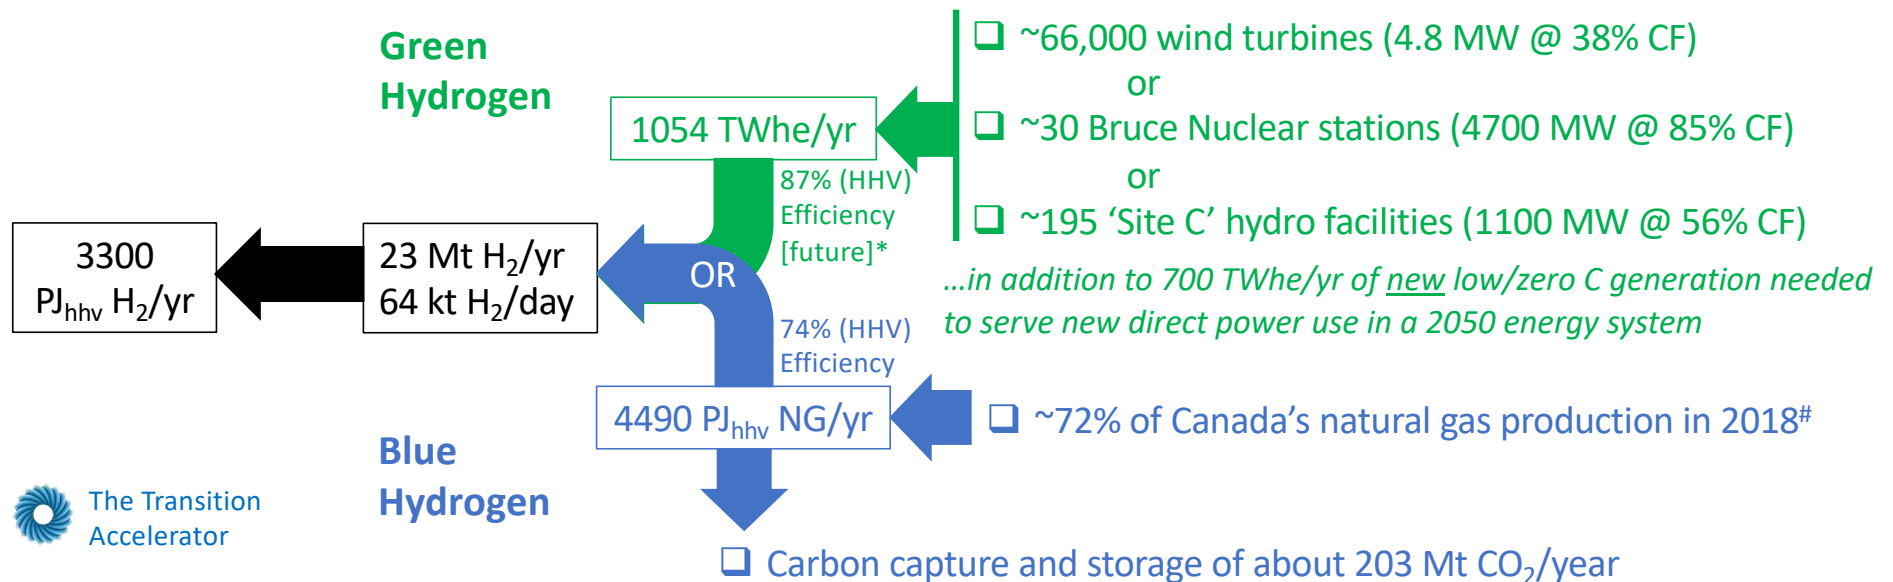 Green
Hydrogen
❑ ~66,000 wind turbines (4.8 MW @ 38% CF)
or
❑ ~30 Bruce Nuclear stations (4700 MW @ 85% CF)
or
❑ ~195 ‘Site C’ hydro facilities (1100 MW @ 56% CF)
…in addition to 700 TWhe/yr of new low/zero C generation needed
to serve new direct power use in a 2050 energy system
1054 TWhe/yr
87% (HHV)
Efficiency
[future]*
3300
PJhhv H₂/yr
23 Mt H₂/yr
64 kt H₂/day
OR
74% (HHV)
Efficiency
4490 PJhhv NG/yr
❑ ~72% of Canada’s natural gas production in 2018#
Blue
Hydrogen
❑ Carbon capture and storage of about 203 Mt CO₂/year
The Transition
Accelerator